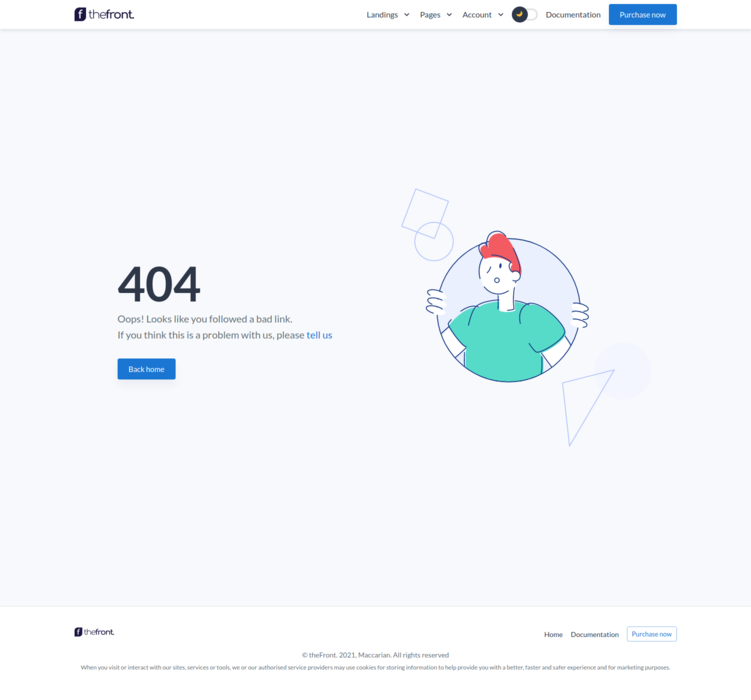 thefront.
Landings
Pages
Account
Documentation
Purchase now
404
Oops! Looks like you followed a bad link.
If you think this is a problem with us, please tell us
Back home
thefront.
Home
Documentation
Purchase now
© theFront. 2021, Maccarian. All rights reserved
When you visit or interact with our sites, services or tools, we or our authorised service providers may use cookies for storing information to help provide you with a better, faster and safer experience and for marketing purposes.